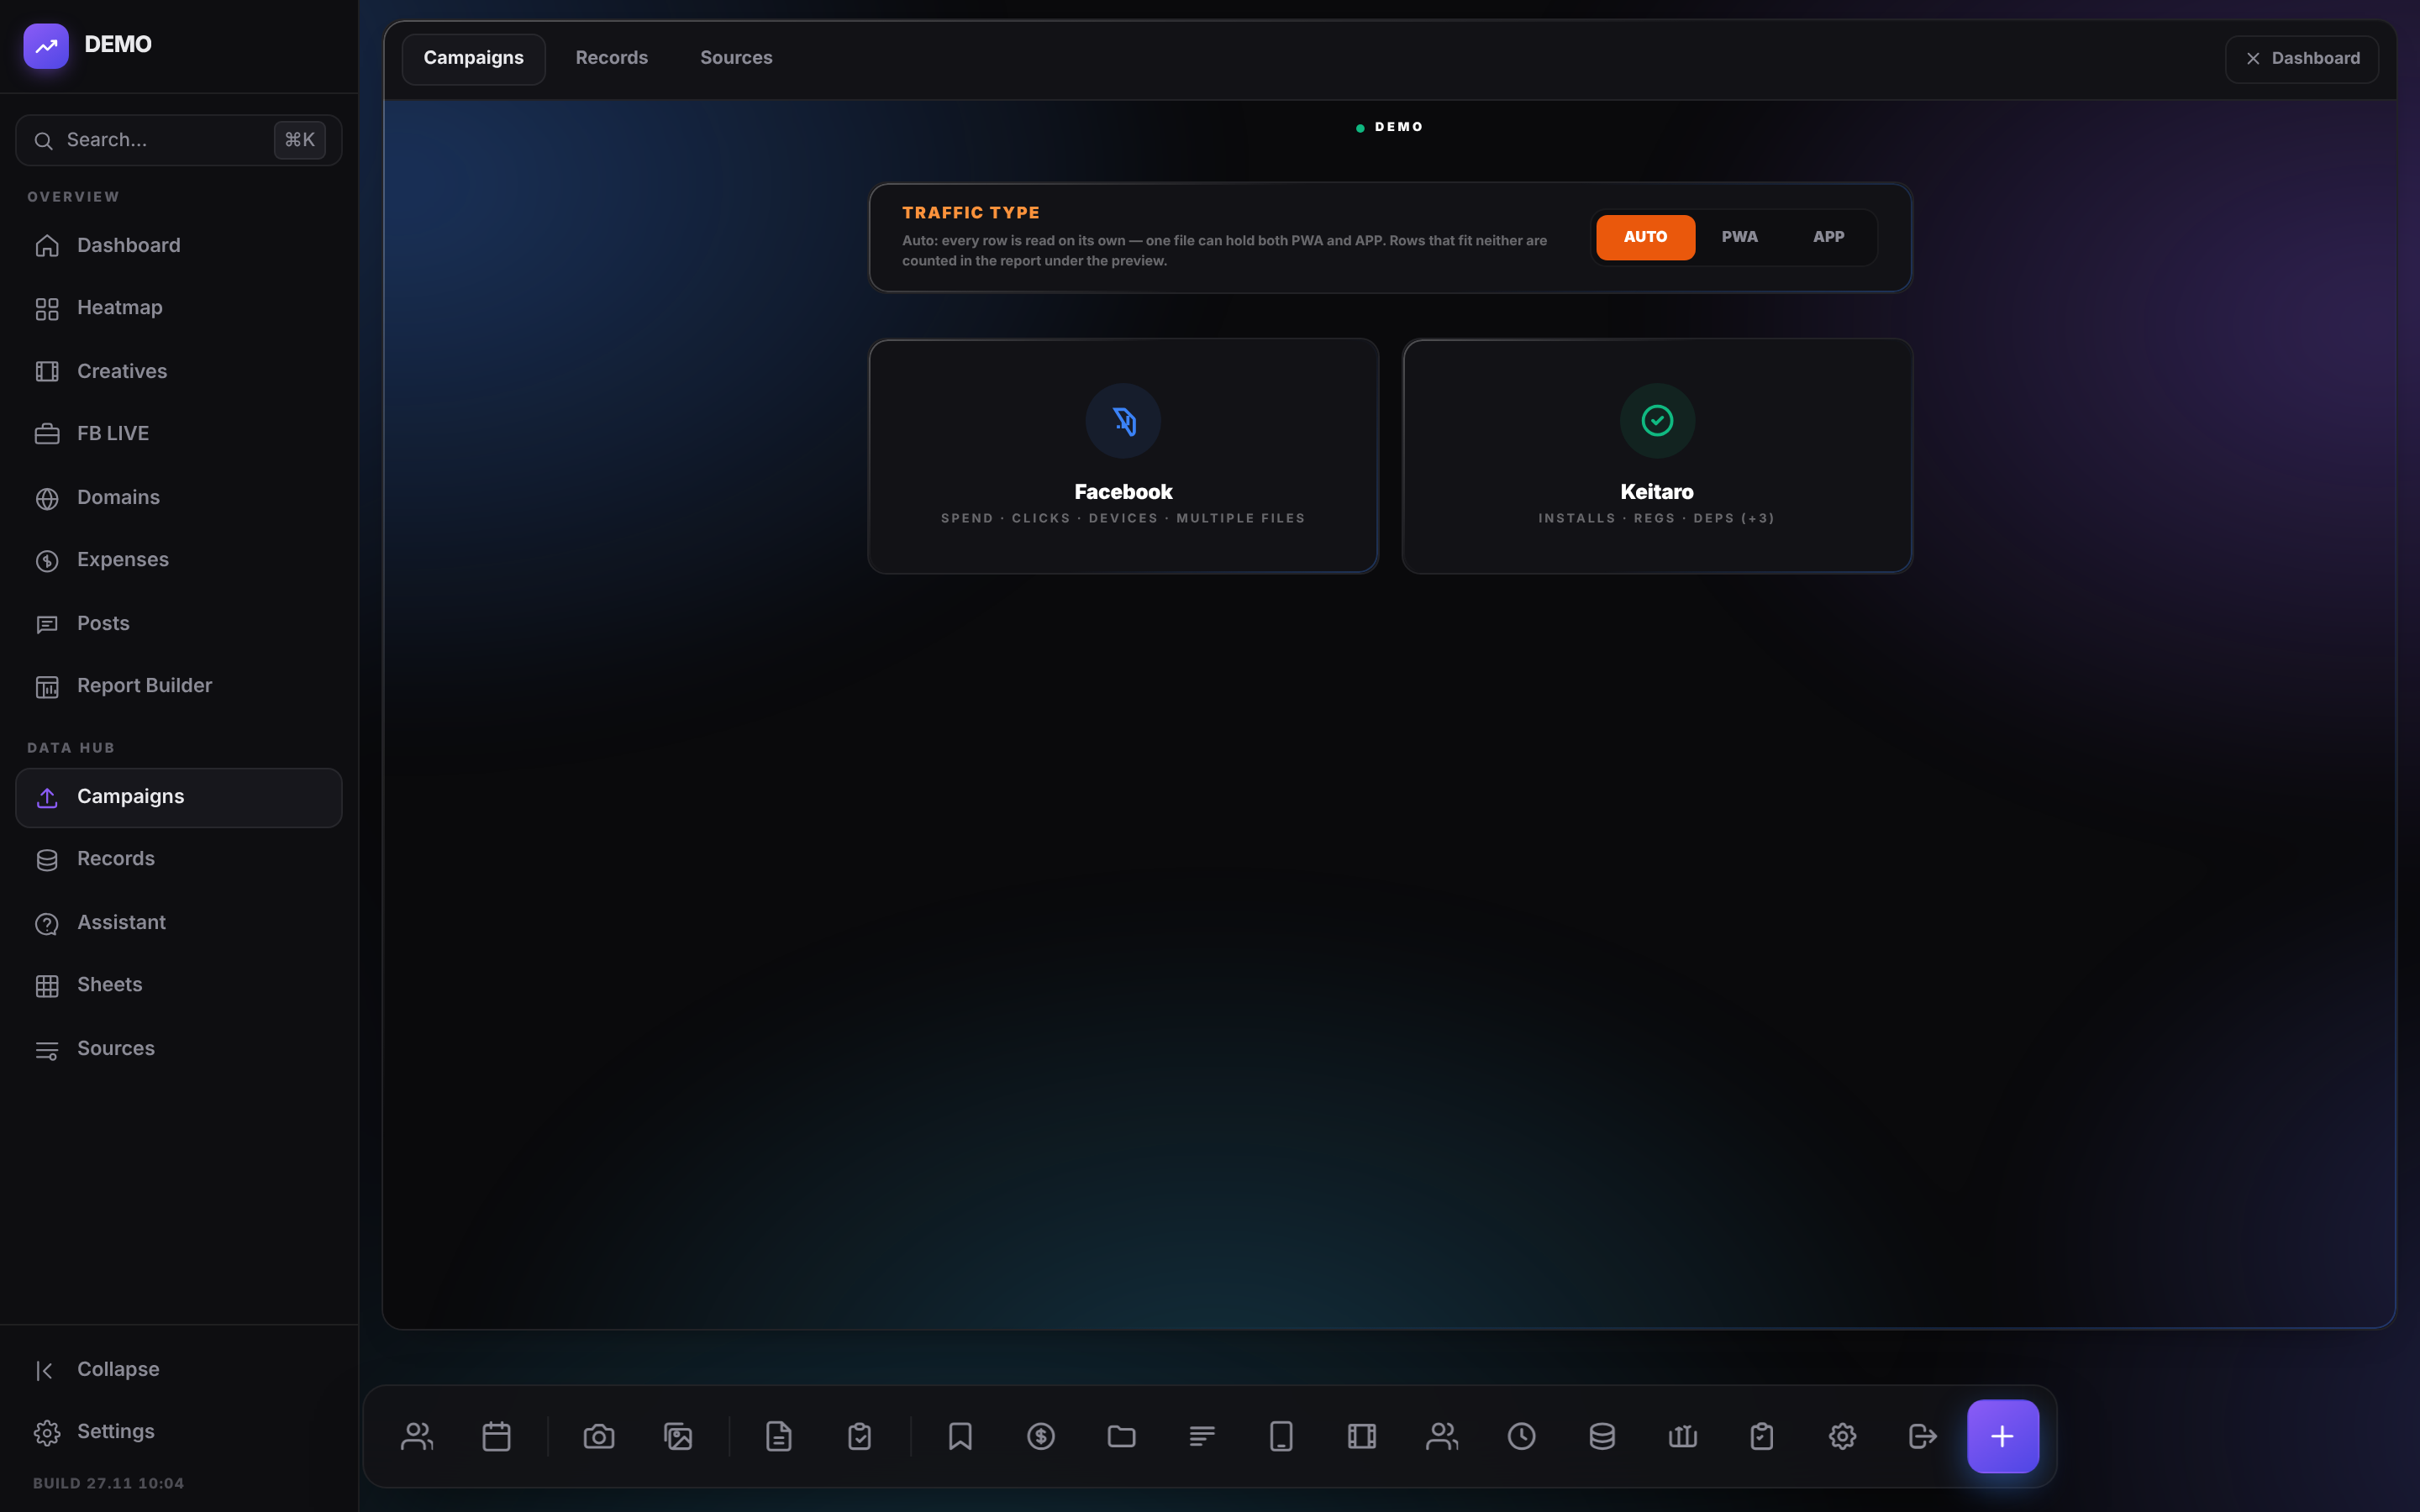 DEMO
Search...
⌘K
OVERVIEW
Dashboard
Heatmap
Creatives
FB LIVE
Domains
Expenses
Posts
Report Builder
DATA HUB
Campaigns
Records
Assistant
Sheets
Sources
Collapse
Settings
BUILD 27.11 10:04
Campaigns
Records
Sources
Dashboard
DEMO
TRAFFIC TYPE
Auto: every row is read on its own — one file can hold both PWA and APP. Rows that fit neither are
counted in the report under the preview.
AUTO
PWA
APP
Facebook
SPEND · CLICKS · DEVICES · MULTIPLE FILES
Keitaro
INSTALLS · REGS · DEPS (+3)